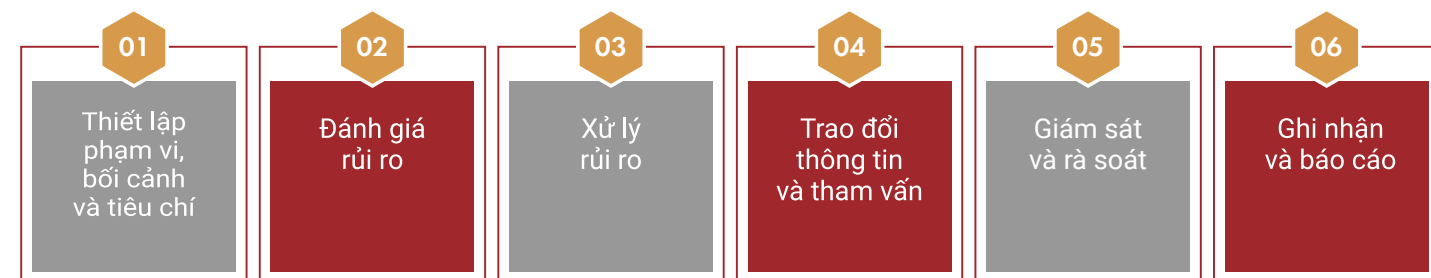 01
Thiết lập
phạm vi,
bối cảnh
và tiêu chí
02
Đánh giá
rủi ro
03
Xử lý
rủi ro
04
Trao đổi
thông tin
và tham vấn
05
Giám sát
và rà soát
06
Ghi nhận
và báo cáo